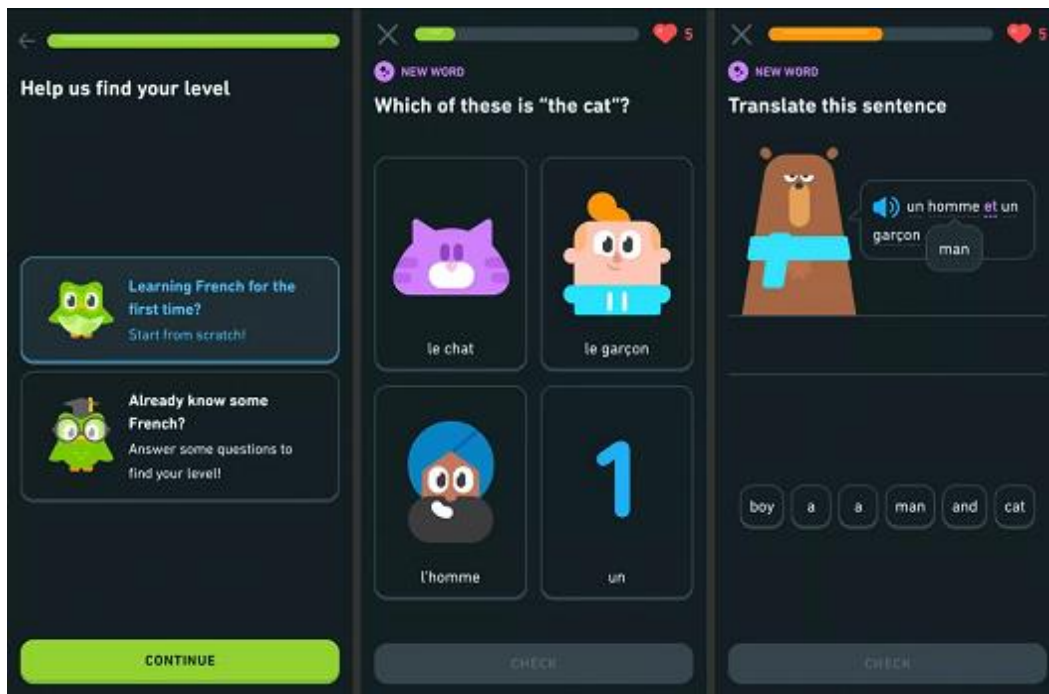 Help us find your level
Learning French for the
first time?
Start from scratch!
Already know some
French?
Answer some questions to
find your level!
CONTINUE
5
NEW WORD
Which of these is "the cat"?
le chat
le garçon
l'homme
1
un
CHECK
5
NEW WORD
Translate this sentence
un homme et un
garçon
man
boy a a man and cat
CHECK